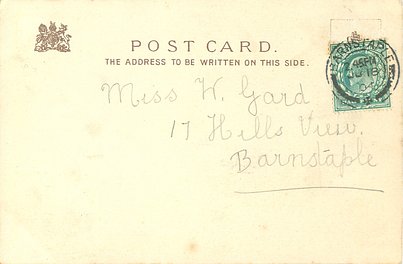 POST CARD.
THE ADDRESS TO BE WRITTEN ON THIS SIDE.
BARNSTAPLE
Miss W. Gard
17 Hills View.
Barnstaple